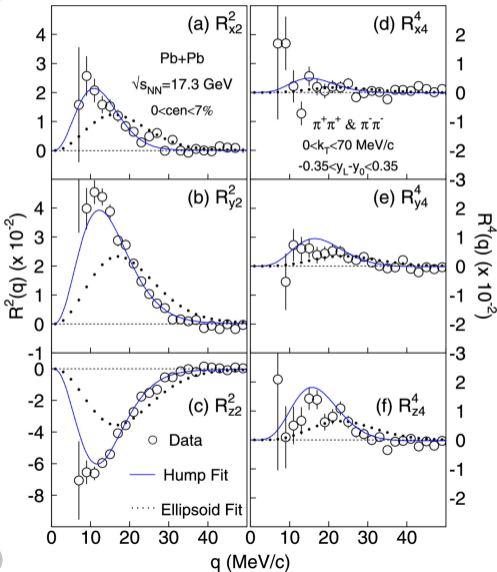 (a) R²x2
(d) R⁴x4
Pb+Pb
√sNN=17.3 GeV
0<cen<7%
π⁺π⁺ & π⁻π⁻
0<kT<70 MeV/c
-0.35<yL-y0<0.35
4
3
2
1
0
2
1
0
-1
-2
-3
(b) R²y2
(e) R⁴y4
4
3
2
1
0
-1
2
1
0
-1
-2
-3
R²(q) (x 10⁻²)
R⁴(q) (x 10⁻²)
(c) R²z2
(f) R⁴z4
Data
Hump Fit
Ellipsoid Fit
0
-2
-4
-6
-8
2
1
0
-1
-2
0 10 20 30 40 0 10 20 30 40
q (MeV/c)